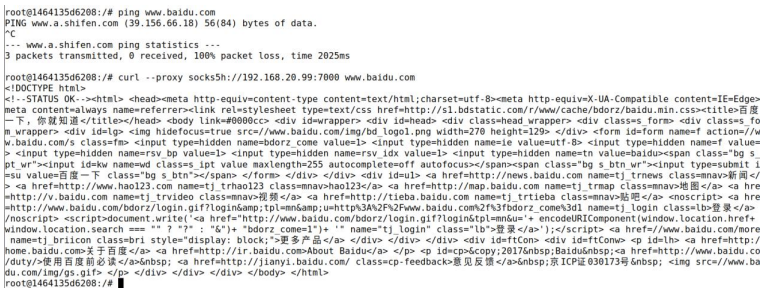 root@1464135d6208:/# ping www.baidu.com
PING www.a.shifen.com (39.156.66.18) 56(84) bytes of data.
^C
--- www.a.shifen.com ping statistics ---
3 packets transmitted, 0 received, 100% packet loss, time 2025ms
root@1464135d6208:/# curl --proxy socks5h://192.168.20.99:7000 www.baidu.com
<!DOCTYPE html>
<!--STATUS OK--><html> <head><meta http-equiv=content-type content=text/html;charset=utf-8><meta http-equiv=X-UA-Compatible content=IE=Edge>
meta content=always name=referrer><link rel=stylesheet type=text/css href=http://s1.bdstatic.com/r/www/cache/bdorz/baidu.min.css><title>百度
一下，你就知道</title></head> <body link=#0000cc> <div id=wrapper> <div id=head> <div class=head_wrapper> <div class=s_form> <div class=s_fo
m_wrapper> <div id=lg> <img hidefocus=true src=//www.baidu.com/img/bd_logo1.png width=270 height=129> </div> <form id=form name=f action=//w
w.baidu.com/s class=fm> <input type=hidden name=bdorz_come value=1> <input type=hidden name=ie value=utf-8> <input type=hidden name=f value=
> <input type=hidden name=rsv_bp value=1> <input type=hidden name=rsv_idx value=1> <input type=hidden name=tn value=baidu><span class="bg s_
pt_wr"><input id=kw name=wd class=s_ipt value maxlength=255 autocomplete=off autofocus></span><span class="bg s_btn_wr"><input type=submit i
=su value=百度一下 class="bg s_btn"></span> </form> </div> </div> <div id=u1> <a href=http://news.baidu.com name=tj_trnews class=mnav>新闻</
> <a href=http://www.hao123.com name=tj_trhao123 class=mnav>hao123</a> <a href=http://map.baidu.com name=tj_trmap class=mnav>地图</a> <a hre
=http://v.baidu.com name=tj_trvideo class=mnav>视频</a> <a href=http://tieba.baidu.com name=tj_trtieba class=mnav>贴吧</a> <noscript> <a hre
=http://www.baidu.com/bdorz/login.gif?login&amp;tpl=mn&amp;u=http%3A%2F%2Fwww.baidu.com%2f%3fbdorz_come%3d1 name=tj_login class=lb>登录</a> 
/noscript> <script>document.write('<a href="http://www.baidu.com/bdorz/login.gif?login&tpl=mn&u='+ encodeURIComponent(window.location.href+ 
window.location.search === "" ? "?" : "&")+ "bdorz_come=1")+ '" name="tj_login" class="lb">登录</a>');</script> <a href=//www.baidu.com/more
 name=tj_briicon class=bri style="display: block;">更多产品</a> </div> </div> </div> <div id=ftCon> <div id=ftConw> <p id=lh> <a href=http:/
home.baidu.com>关于百度</a> <a href=http://ir.baidu.com>About Baidu</a> </p> <p id=cp>&copy;2017&nbsp;Baidu&nbsp;<a href=http://www.baidu.co
/duty/>使用百度前必读</a>&nbsp; <a href=http://jianyi.baidu.com/ class=cp-feedback>意见反馈</a>&nbsp;京ICP证030173号&nbsp; <img src=//www.ba
du.com/img/gs.gif> </p> </div> </div> </div> </body> </html>
root@1464135d6208:/#